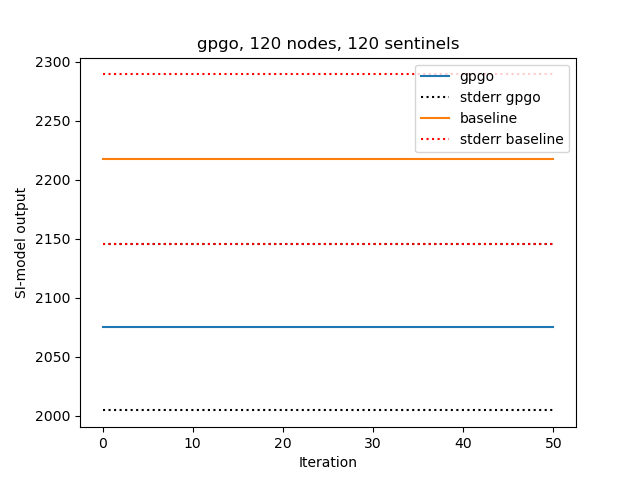 gpgo, 120 nodes, 120 sentinels
2300
2250
2200
2150
2100
2050
2000
SI-model output
gpgo
stderr gpgo
baseline
stderr baseline
0 10 20 30 40 50
Iteration